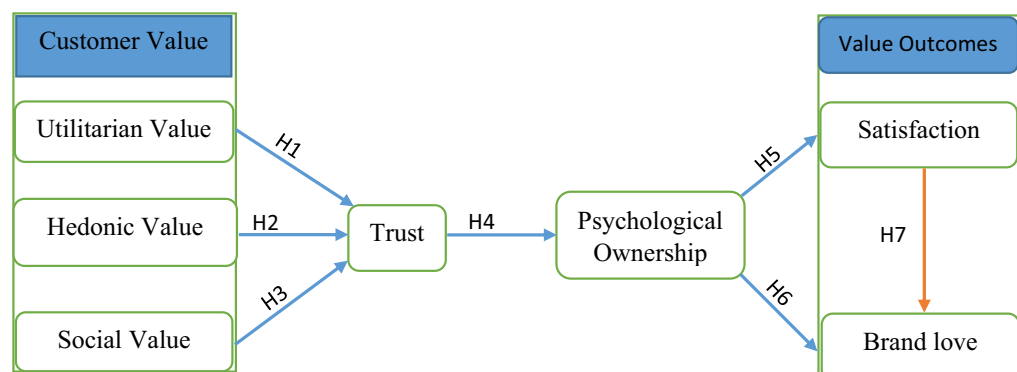 Customer Value
Value Outcomes
Utilitarian Value
H1
H5
Satisfaction
Hedonic Value
H2
Trust
H4
Psychological
Ownership
H7
H3
H6
Social Value
Brand love